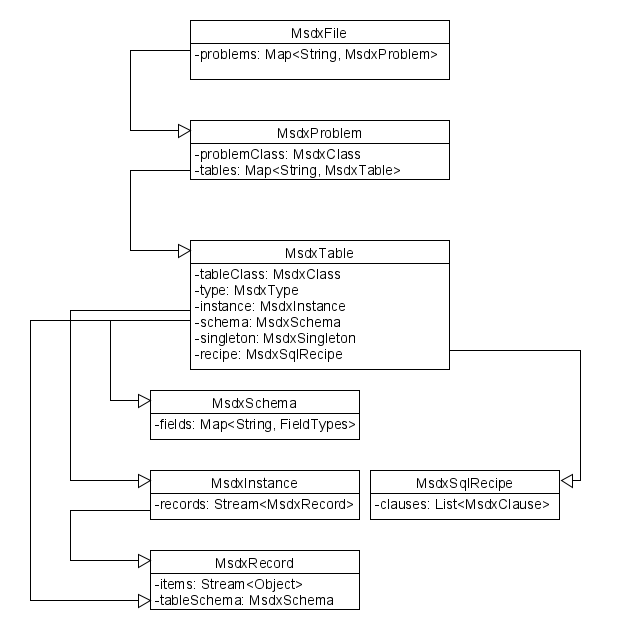 MsdxFile
-problems: Map<String, MsdxProblem>
MsdxProblem
-problemClass: MsdxClass
-tables: Map<String, MsdxTable>
MsdxTable
-tableClass: MsdxClass
-type: MsdxType
-instance: MsdxInstance
-schema: MsdxSchema
-singleton: MsdxSingleton
-recipe: MsdxSqlRecipe
MsdxSchema
-fields: Map<String, FieldTypes>
MsdxInstance
-records: Stream<MsdxRecord>
MsdxSqlRecipe
-clauses: List<MsdxClause>
MsdxRecord
-items: Stream<Object>
-tableSchema: MsdxSchema